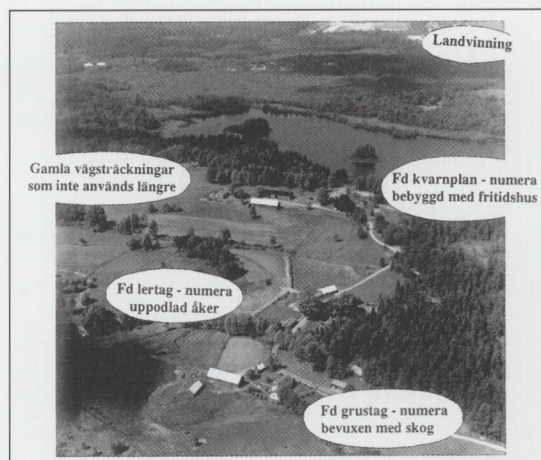 Landvinning
Gamla vägsträckningar
som inte används längre
Fd kvarnplan - numera
bebyggd med fritidshus
Fd lertag - numera
uppodlad åker
Fd grustag - numera
bevuxen med skog